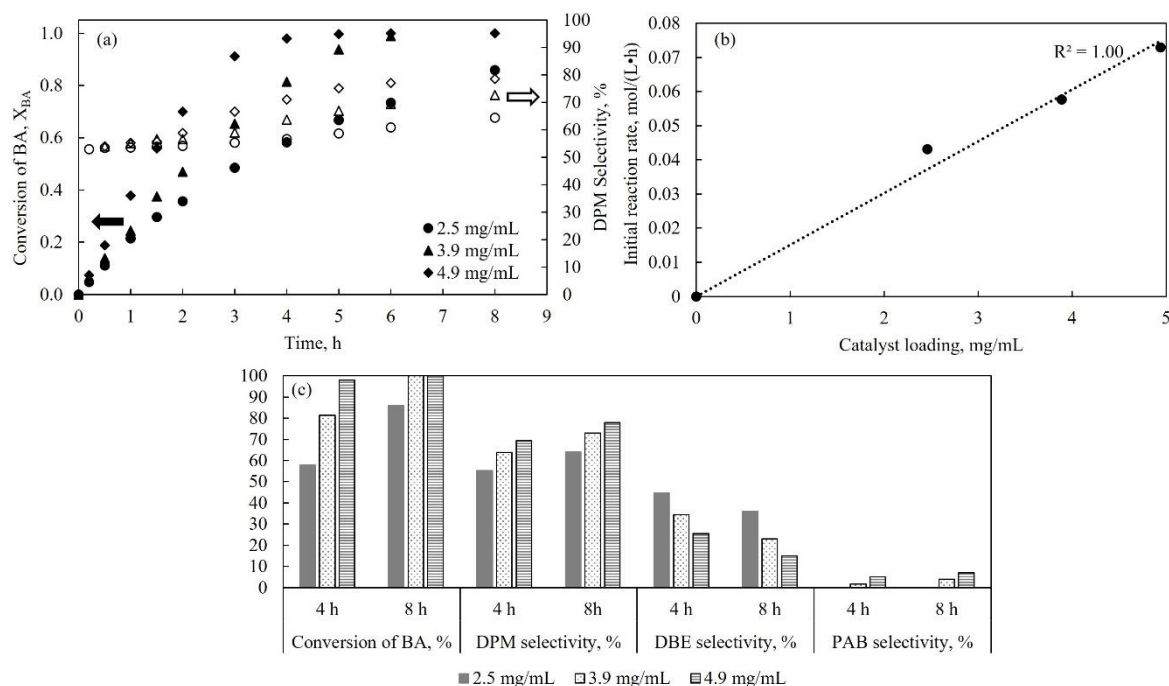 (a)
Conversion of BA, X_BA
1.0
0.8
0.6
0.4
0.2
0.0
100
90
80
70
60
50
40
30
20
10
0
DPM Selectivity, %
2.5 mg/mL
3.9 mg/mL
4.9 mg/mL
0 1 2 3 4 5 6 7 8 9
Time, h
(b)
Initial reaction rate, mol/(L•h)
0.08
0.07
0.06
0.05
0.04
0.03
0.02
0.01
0
R² = 1.00
0 1 2 3 4 5
Catalyst loading, mg/mL
(c)
100
90
80
70
60
50
40
30
20
10
0
4 h 8 h 4 h 8h 4 h 8 h 4 h 8 h
Conversion of BA, % DPM selectivity, % DBE selectivity, % PAB selectivity, %
2.5 mg/mL 3.9 mg/mL 4.9 mg/mL